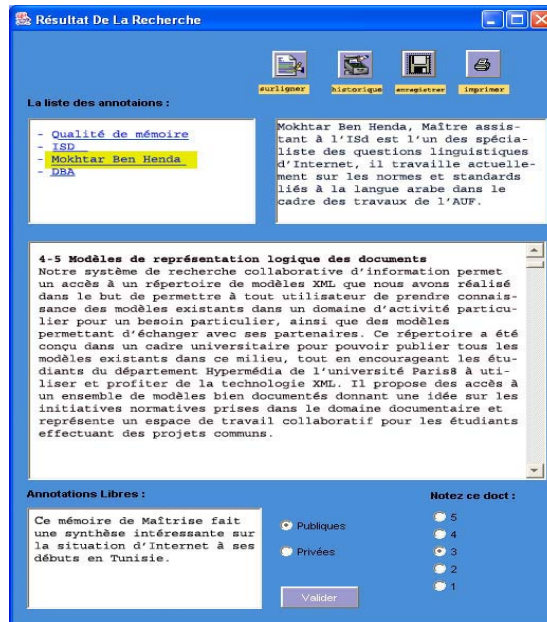 Résultat De La Recherche
surligner historique enregistrer imprimer
La liste des annotaions :
- Qualité de mémoire
- ISD
- Mokhtar Ben Henda
- DBA
Mokhtar Ben Henda, Maître assis-
tant à l'ISd est l'un des spécia-
liste des questions linguistiques
d'Internet, il travaille actuelle-
ment sur les normes et standards
liés à la langue arabe dans le
cadre des travaux de l'AUF.
4-5 Modèles de représentation logique des documents
Notre système de recherche collaborative d'information permet
un accès à un répertoire de modèles XML que nous avons réalisé
dans le but de permettre à tout utilisateur de prendre connais-
sance des modèles existants dans un domaine d'activité particu-
lier pour un besoin particulier, ainsi que des modèles
permettant d'échanger avec ses partenaires. Ce répertoire a été
conçu dans un cadre universitaire pour pouvoir publier tous les
modèles existants dans ce milieu, tout en encourageant les étu-
diants du département Hypermédia de l'université Paris8 à uti-
liser et profiter de la technologie XML. Il propose des accès à
un ensemble de modèles bien documentés donnant une idée sur les
initiatives normatives prises dans le domaine documentaire et
représente un espace de travail collaboratif pour les étudiants
effectuant des projets communs.
Annotations Libres :
Ce mémoire de Maîtrise fait
une synthèse intéressante sur
la situation d'Internet à ses
débuts en Tunisie.
Publiques
Privées
Valider
Notez ce doct :
5
4
3
2
1